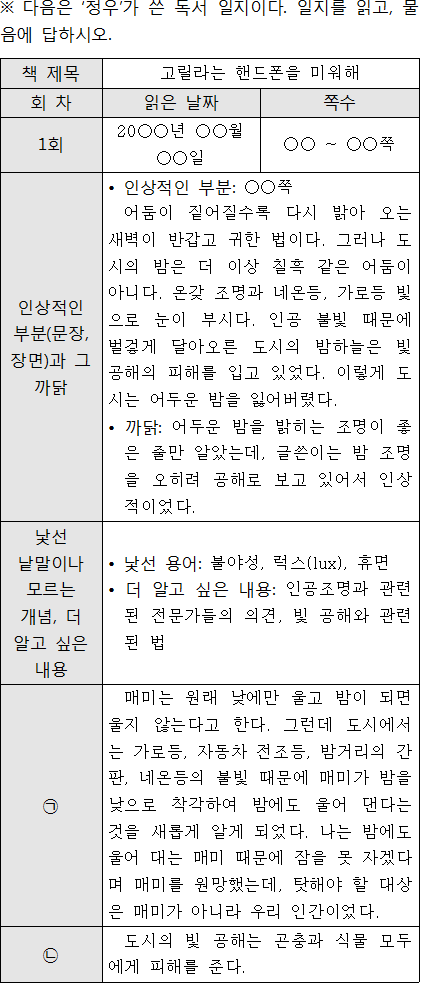 ※ 다음은 ‘정우’가 쓴 독서 일지이다. 일지를 읽고, 물
음에 답하시오.
책 제목
고릴라는 핸드폰을 미워해
회 차
읽은 날짜
쪽수
1회
20○○년 ○○월
○○일
○○ ~ ○○쪽
인상적인
부분(문장,
장면)과 그
까닭
• 인상적인 부분: ○○쪽
어둠이 짙어질수록 다시 밝아 오는
새벽이 반갑고 귀한 법이다. 그러나 도
시의 밤은 더 이상 칠흑 같은 어둠이
아니다. 온갖 조명과 네온등, 가로등 빛
으로 눈이 부시다. 인공 불빛 때문에
벌겋게 달아오른 도시의 밤하늘은 빛
공해의 피해를 입고 있었다. 이렇게 도
시는 어두운 밤을 잃어버렸다.
• 까닭: 어두운 밤을 밝히는 조명이 좋
은 줄만 알았는데, 글쓴이는 밤 조명
을 오히려 공해로 보고 있어서 인상
적이었다.
낯선
낱말이나
모르는
개념, 더
알고 싶은
내용
• 낯선 용어: 불야성, 럭스(lux), 휴면
• 더 알고 싶은 내용: 인공조명과 관련
된 전문가들의 의견, 빛 공해와 관련
된 법
㉠
매미는 원래 낮에만 울고 밤이 되면
울지 않는다고 한다. 그런데 도시에서
는 가로등, 자동차 전조등, 밤거리의 간
판, 네온등의 불빛 때문에 매미가 밤을
낮으로 착각하여 밤에도 울어 댄다는
것을 새롭게 알게 되었다. 나는 밤에도
울어 대는 매미 때문에 잠을 못 자겠다
며 매미를 원망했는데, 탓해야 할 대상
은 매미가 아니라 우리 인간이었다.
㉡
도시의 빛 공해는 곤충과 식물 모두
에게 피해를 준다.